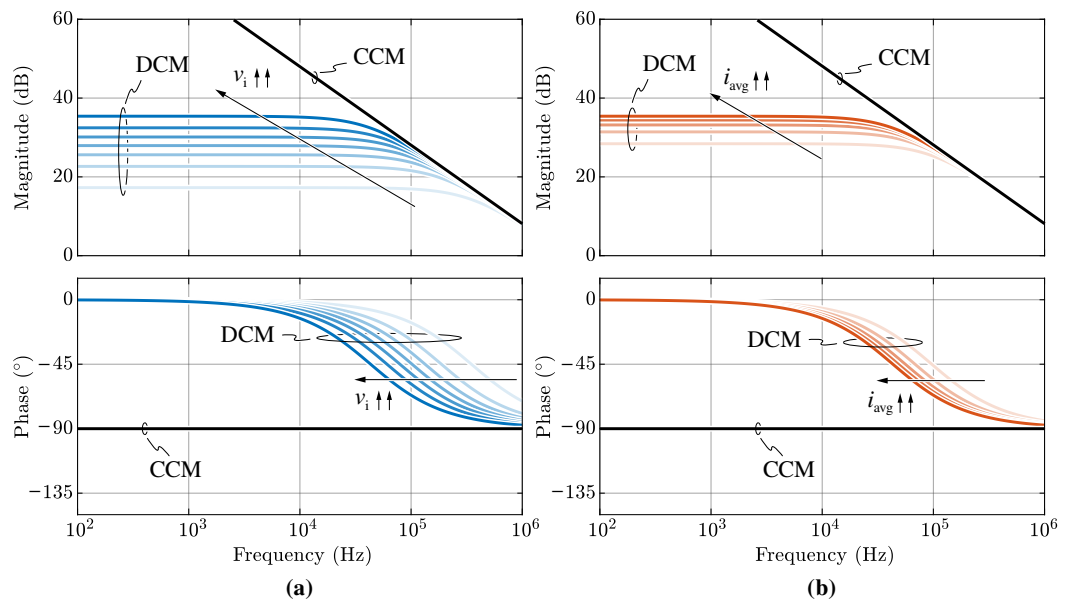 60
40
20
0
Magnitude (dB)
DCM
v_i ↑↑
CCM
0
−45
−90
−135
Phase (°)
DCM
v_i ↑↑
CCM
10^2
10^3
10^4
10^5
10^6
Frequency (Hz)
(a)
60
40
20
0
Magnitude (dB)
DCM
i_avg ↑↑
CCM
0
−45
−90
−135
Phase (°)
DCM
i_avg ↑↑
CCM
10^2
10^3
10^4
10^5
10^6
Frequency (Hz)
(b)